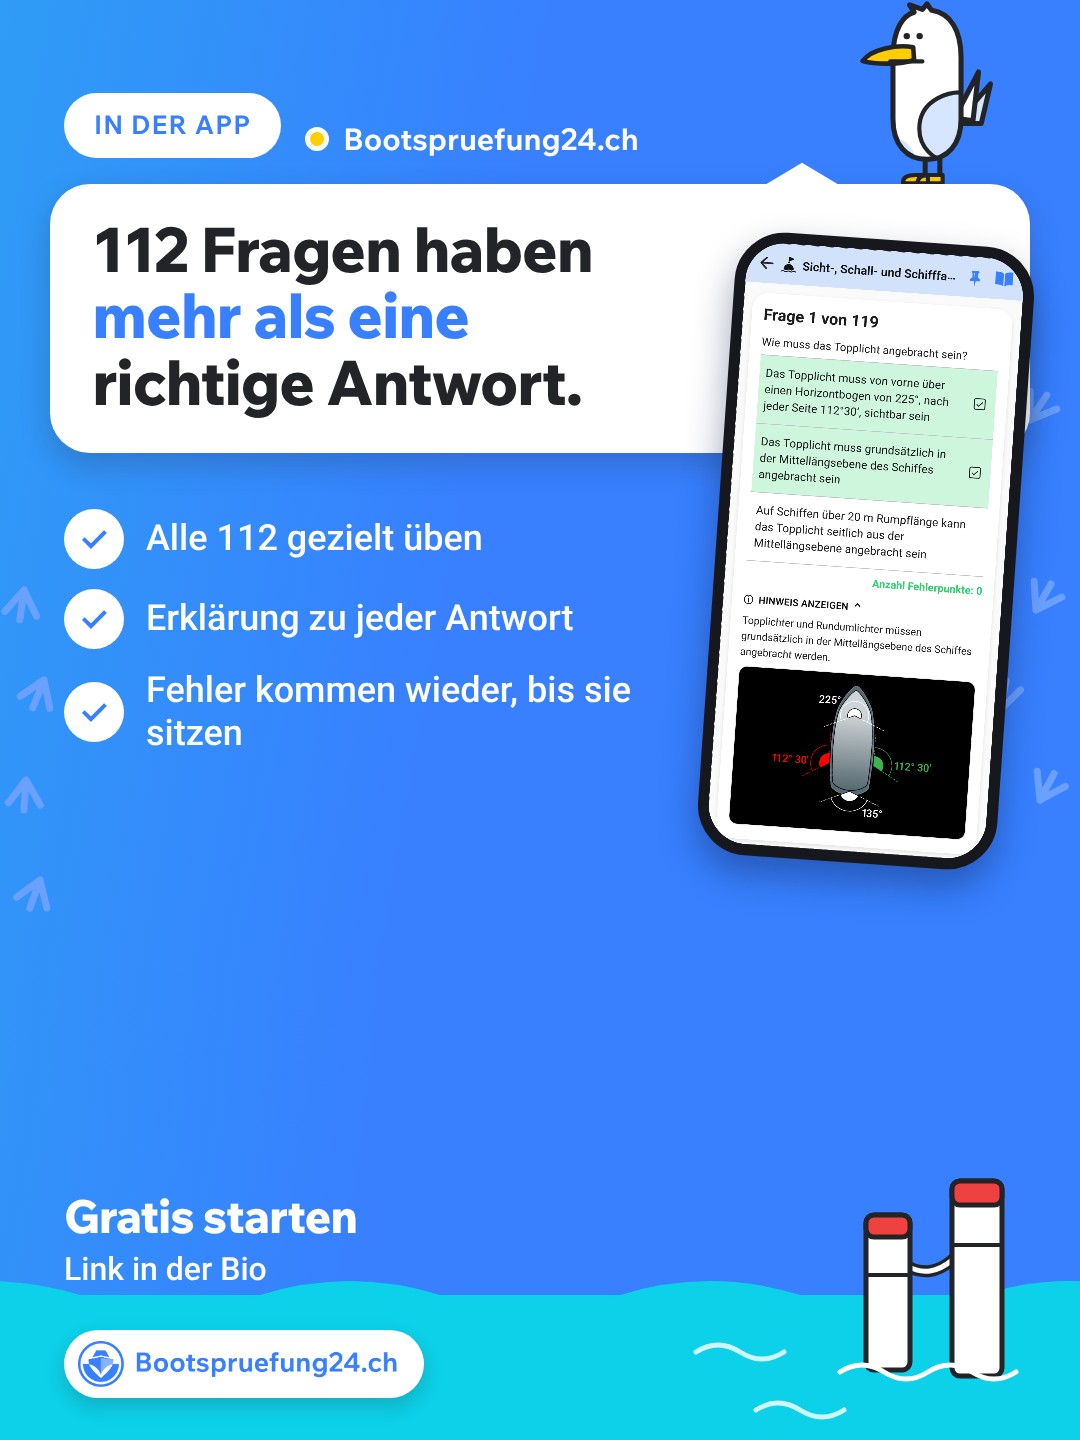 IN DER APP
Bootspruefung24.ch
112 Fragen haben
mehr als eine
richtige Antwort.
Alle 112 gezielt üben
Erklärung zu jeder Antwort
Fehler kommen wieder, bis sie
sitzen
Sicht-, Schall- und Schifffa...
Frage 1 von 119
Wie muss das Topplicht angebracht sein?
Das Topplicht muss von vorne über
einen Horizontbogen von 225°, nach
jeder Seite 112°30', sichtbar sein
Das Topplicht muss grundsätzlich in
der Mittellängsebene des Schiffes
angebracht sein
Auf Schiffen über 20 m Rumpflänge kann
das Topplicht seitlich aus der
Mittellängsebene angebracht sein
Anzahl Fehlerpunkte: 0
HINWEIS ANZEIGEN
Topplichter und Rundumlichter müssen
grundsätzlich in der Mittellängsebene des Schiffes
angebracht werden.
225°
112° 30'
112° 30'
135°
Gratis starten
Link in der Bio
Bootspruefung24.ch